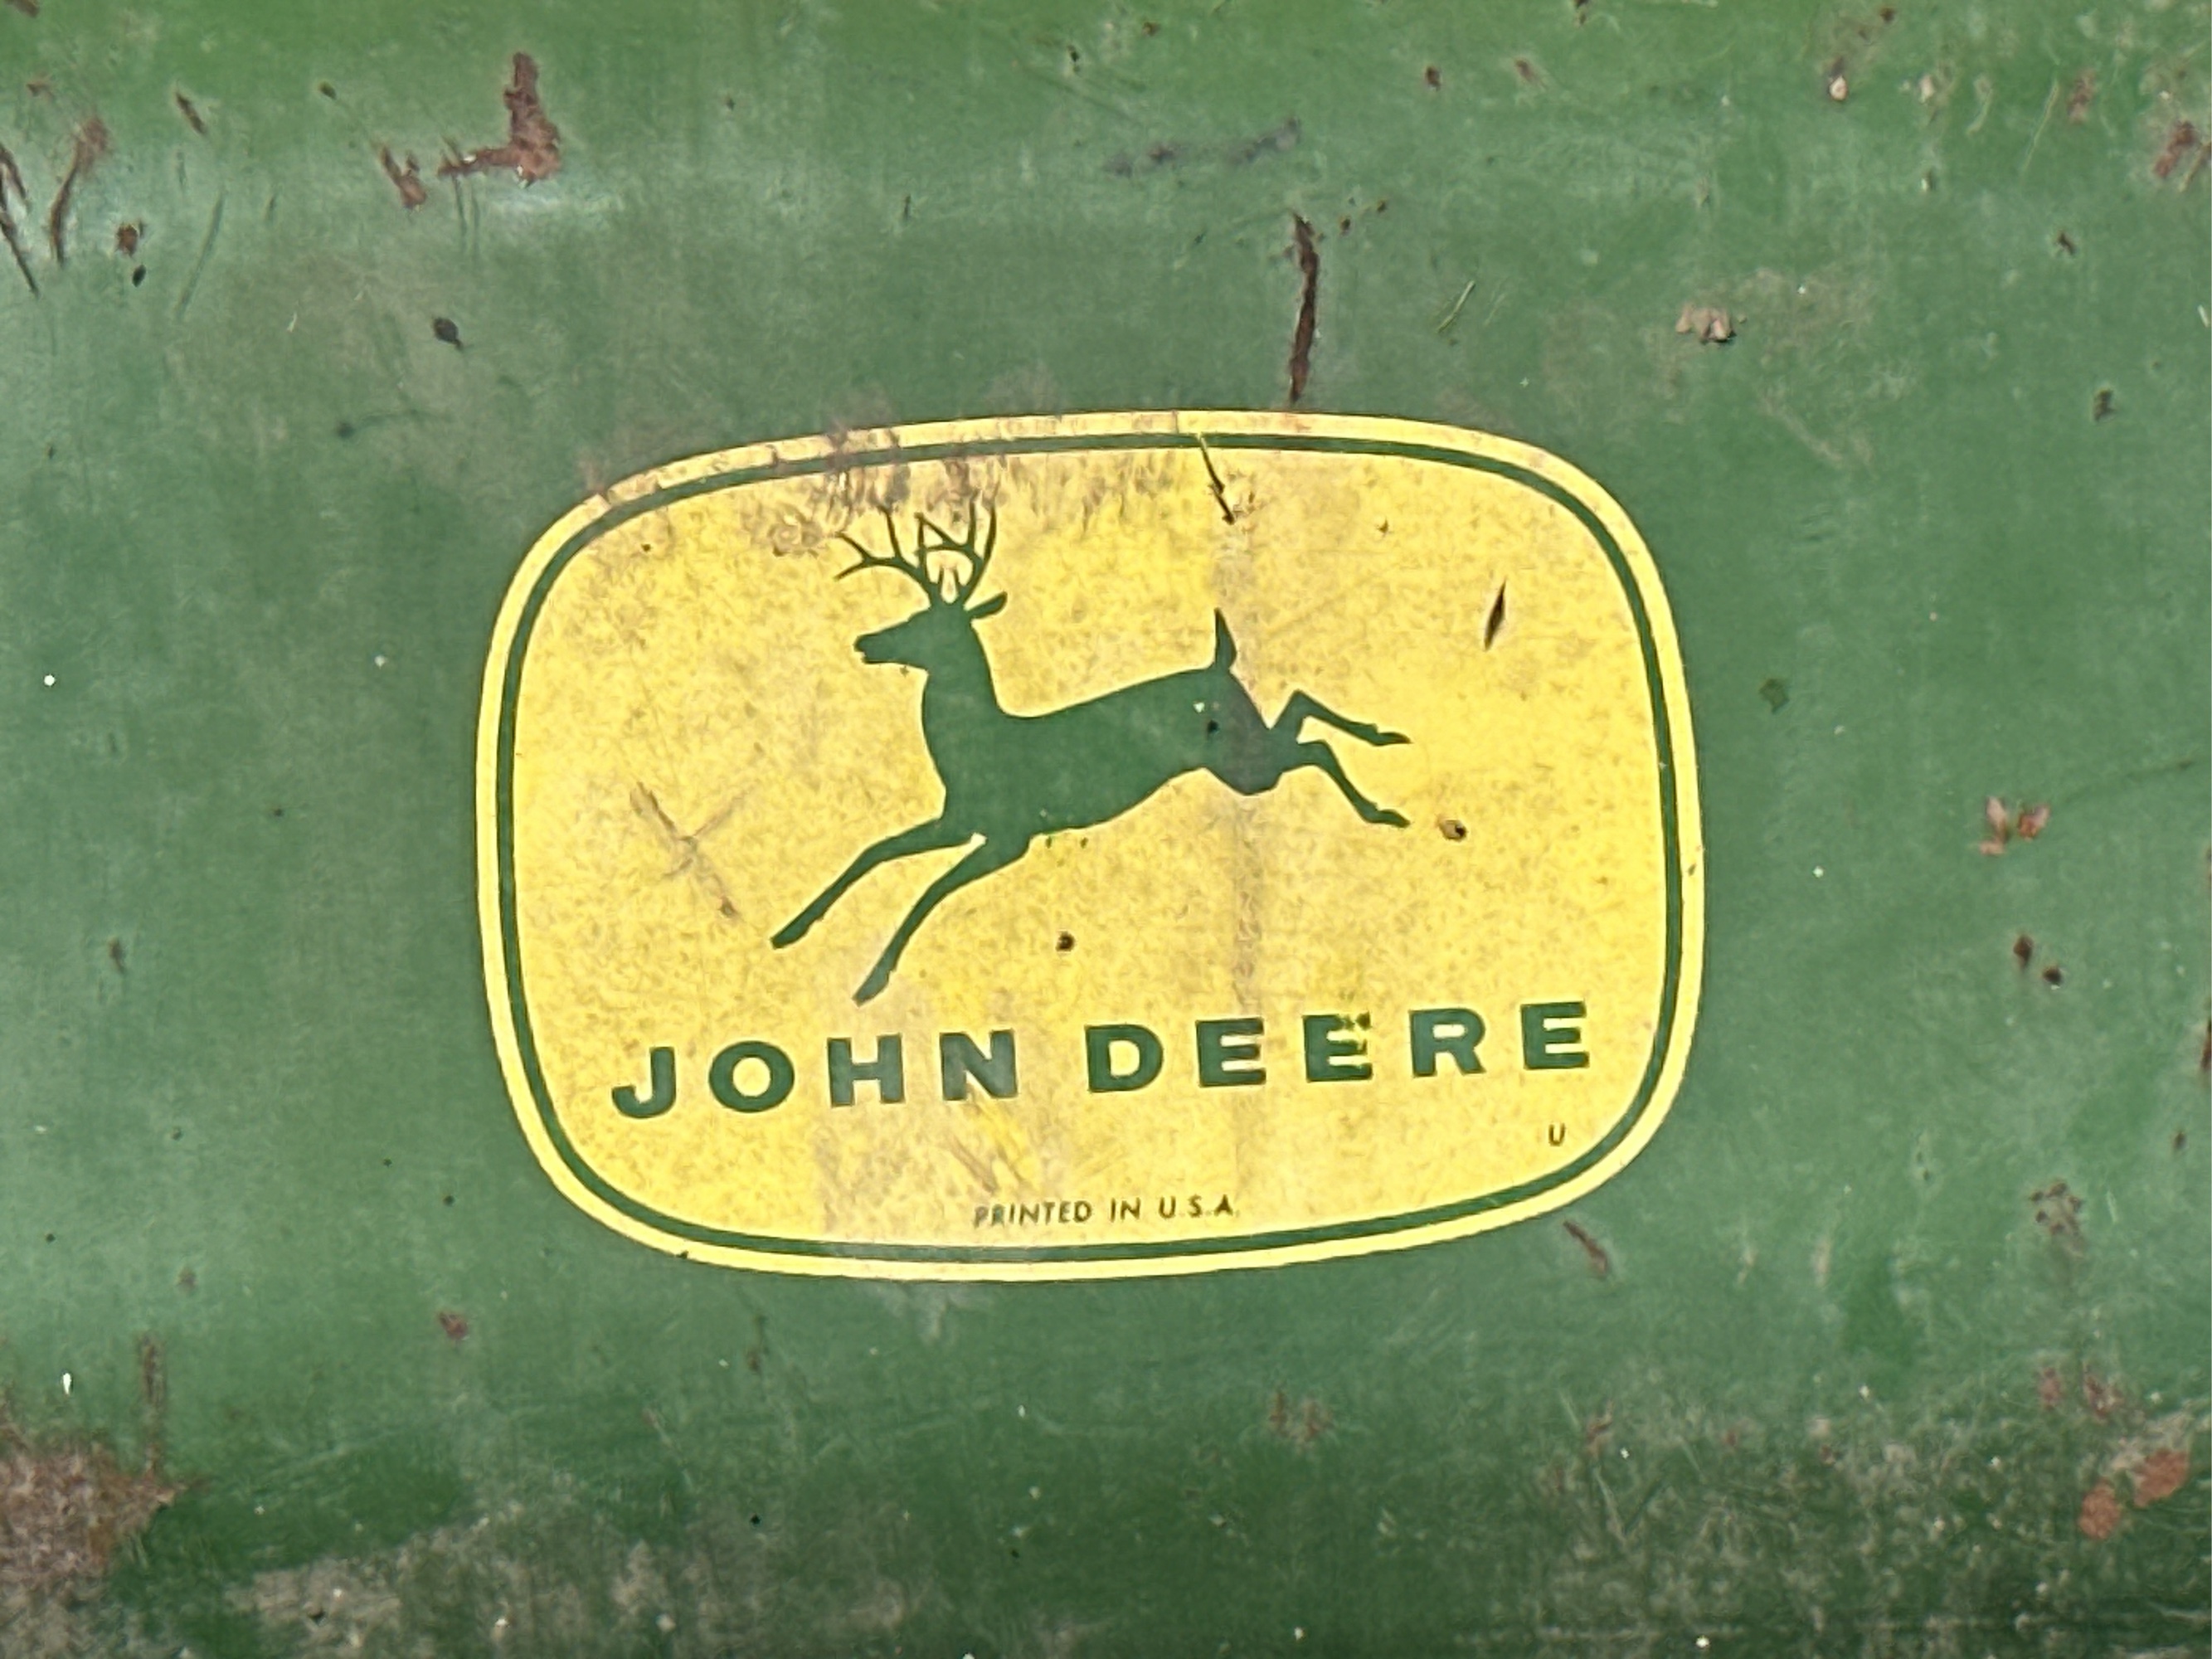 JOHN DEERE
U
PRINTED IN U.S.A.